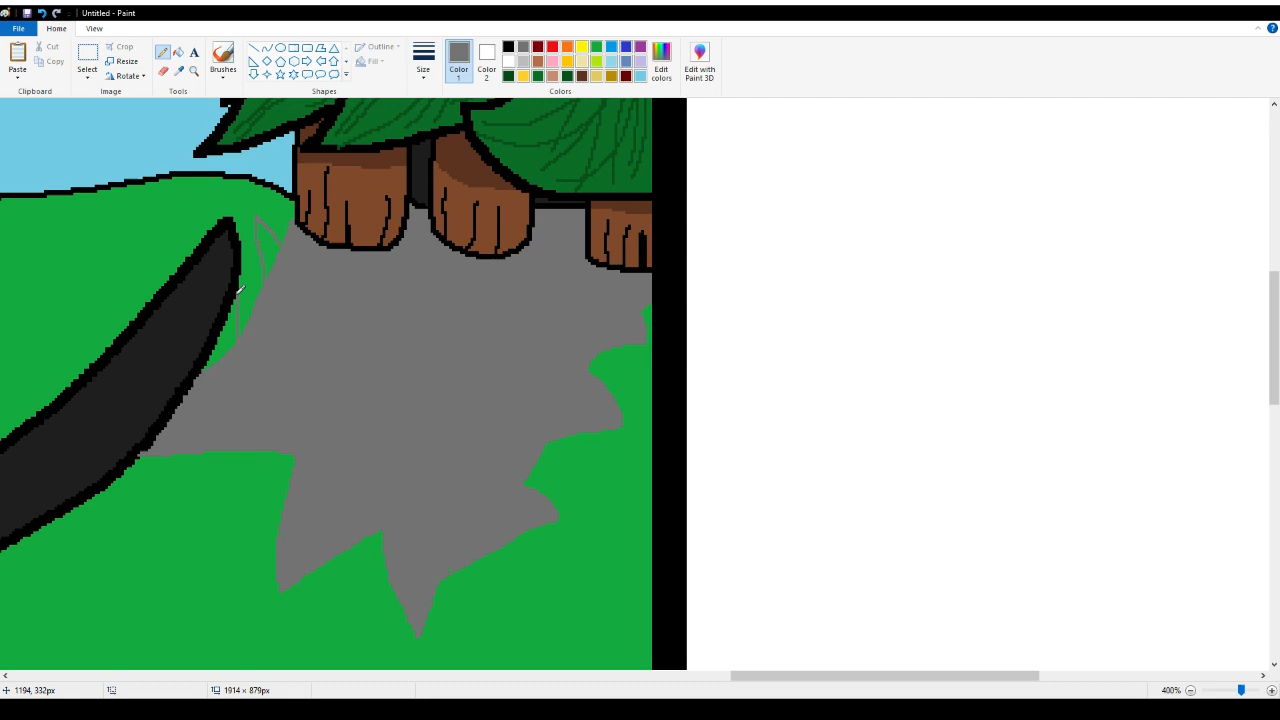 Untitled - Paint
File Home View
Paste
Cut
Copy
Clipboard
Select
Crop
Resize
Rotate
Image
A
Tools
Brushes
Outline
Fill
Shapes
Size
Color 1
Color 2
Edit colors
Colors
Edit with Paint 3D
1194, 332px
1914 × 879px
400%